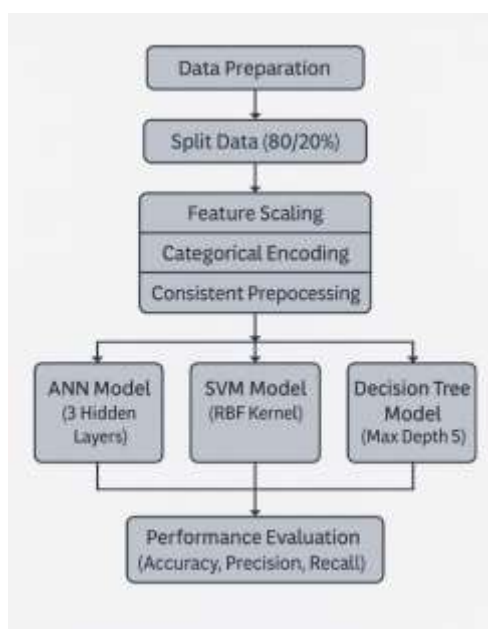 Data Preparation
Split Data (80/20%)
Feature Scaling
Categorical Encoding
Consistent Prepocessing
ANN Model
(3 Hidden
Layers)
SVM Model
(RBF Kernel)
Decision Tree
Model
(Max Depth 5)
Performance Evaluation
(Accuracy, Precision, Recall)